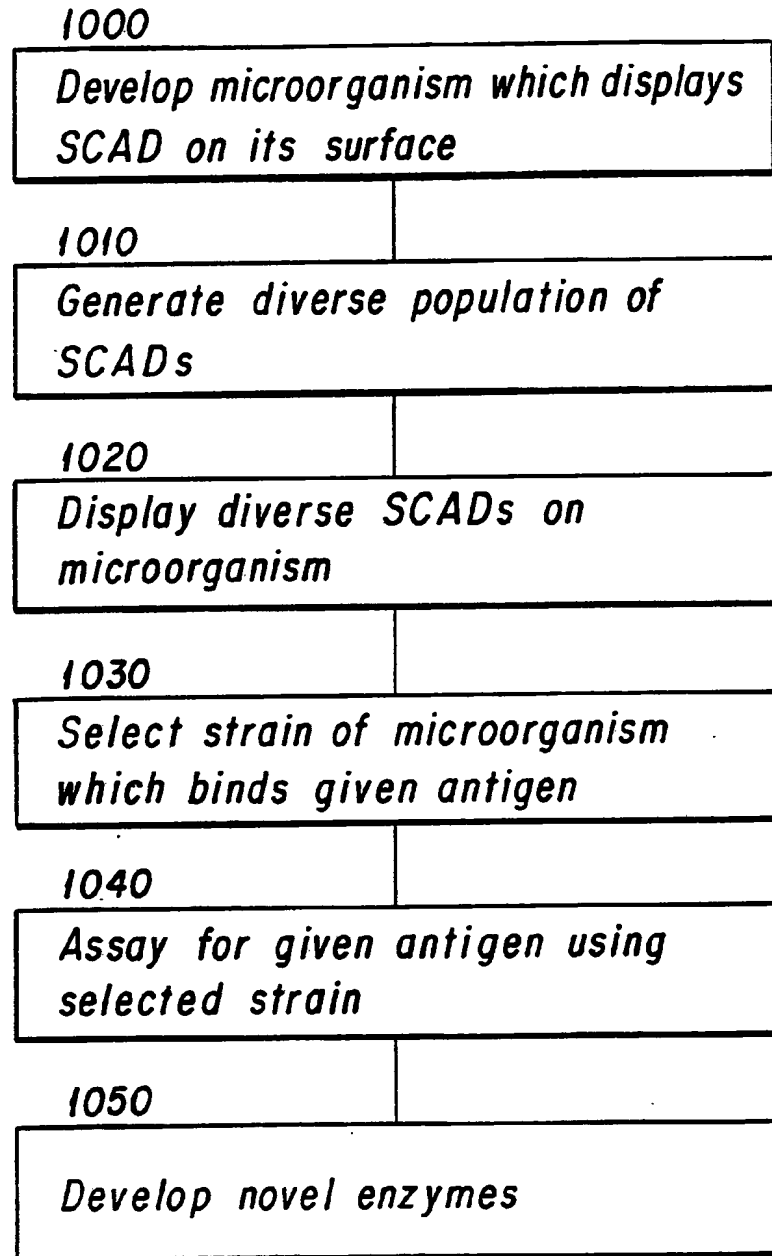 1000
Develop microorganism which displays
SCAD on its surface
1010
Generate diverse population of
SCADs
1020
Display diverse SCADs on
microorganism
1030
Select strain of microorganism
which binds given antigen
1040
Assay for given antigen using
selected strain
1050
Develop novel enzymes